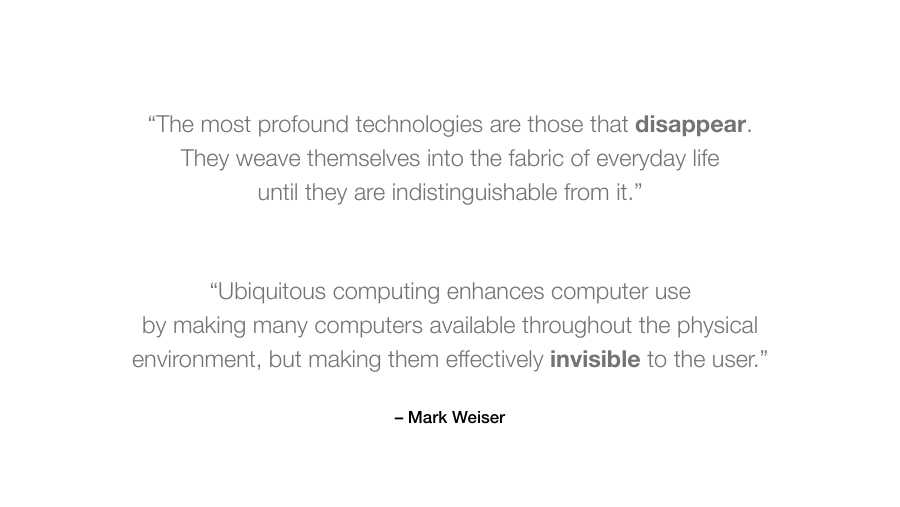 “The most profound technologies are those that disappear.
They weave themselves into the fabric of everyday life
until they are indistinguishable from it.”
“Ubiquitous computing enhances computer use
by making many computers available throughout the physical
environment, but making them effectively invisible to the user.”
– Mark Weiser